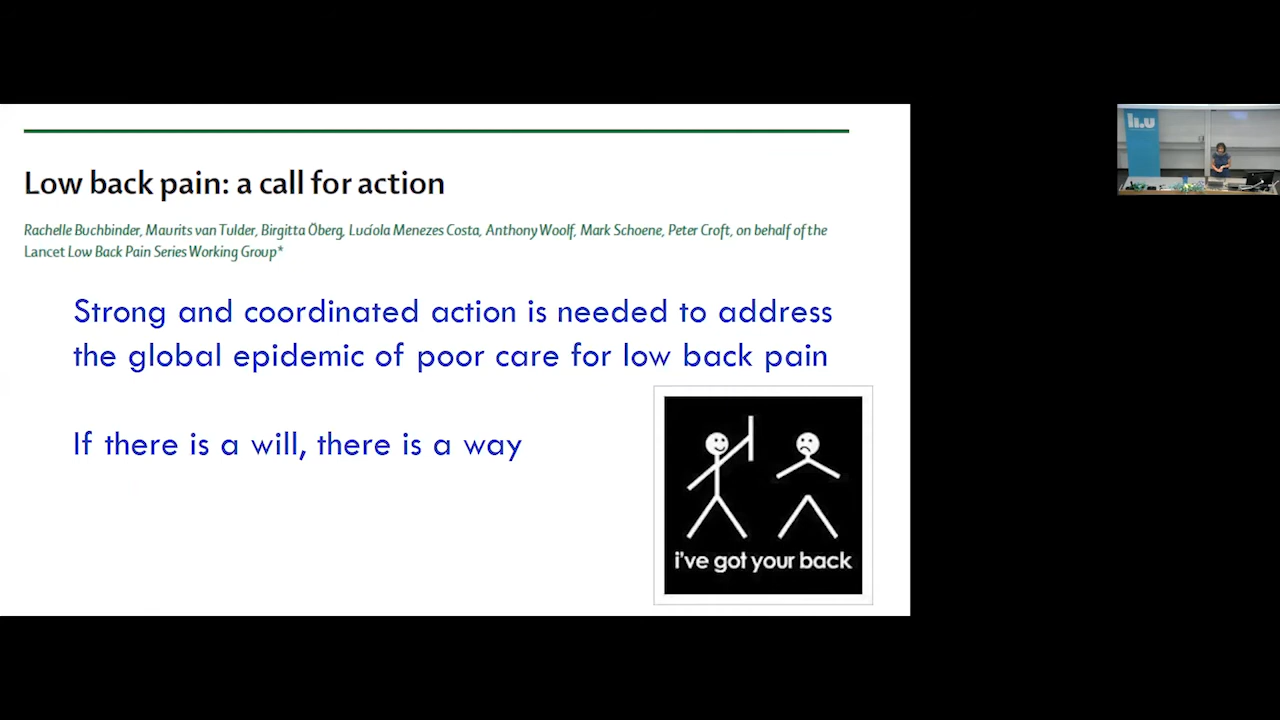 Low back pain: a call for action
Rachelle Buchbinder, Maurits van Tulder, Birgitta Öberg, Lucíola Menezes Costa, Anthony Woolf, Mark Schoene, Peter Croft, on behalf of the
Lancet Low Back Pain Series Working Group*
Strong and coordinated action is needed to address
the global epidemic of poor care for low back pain
If there is a will, there is a way
i've got your back
li.u